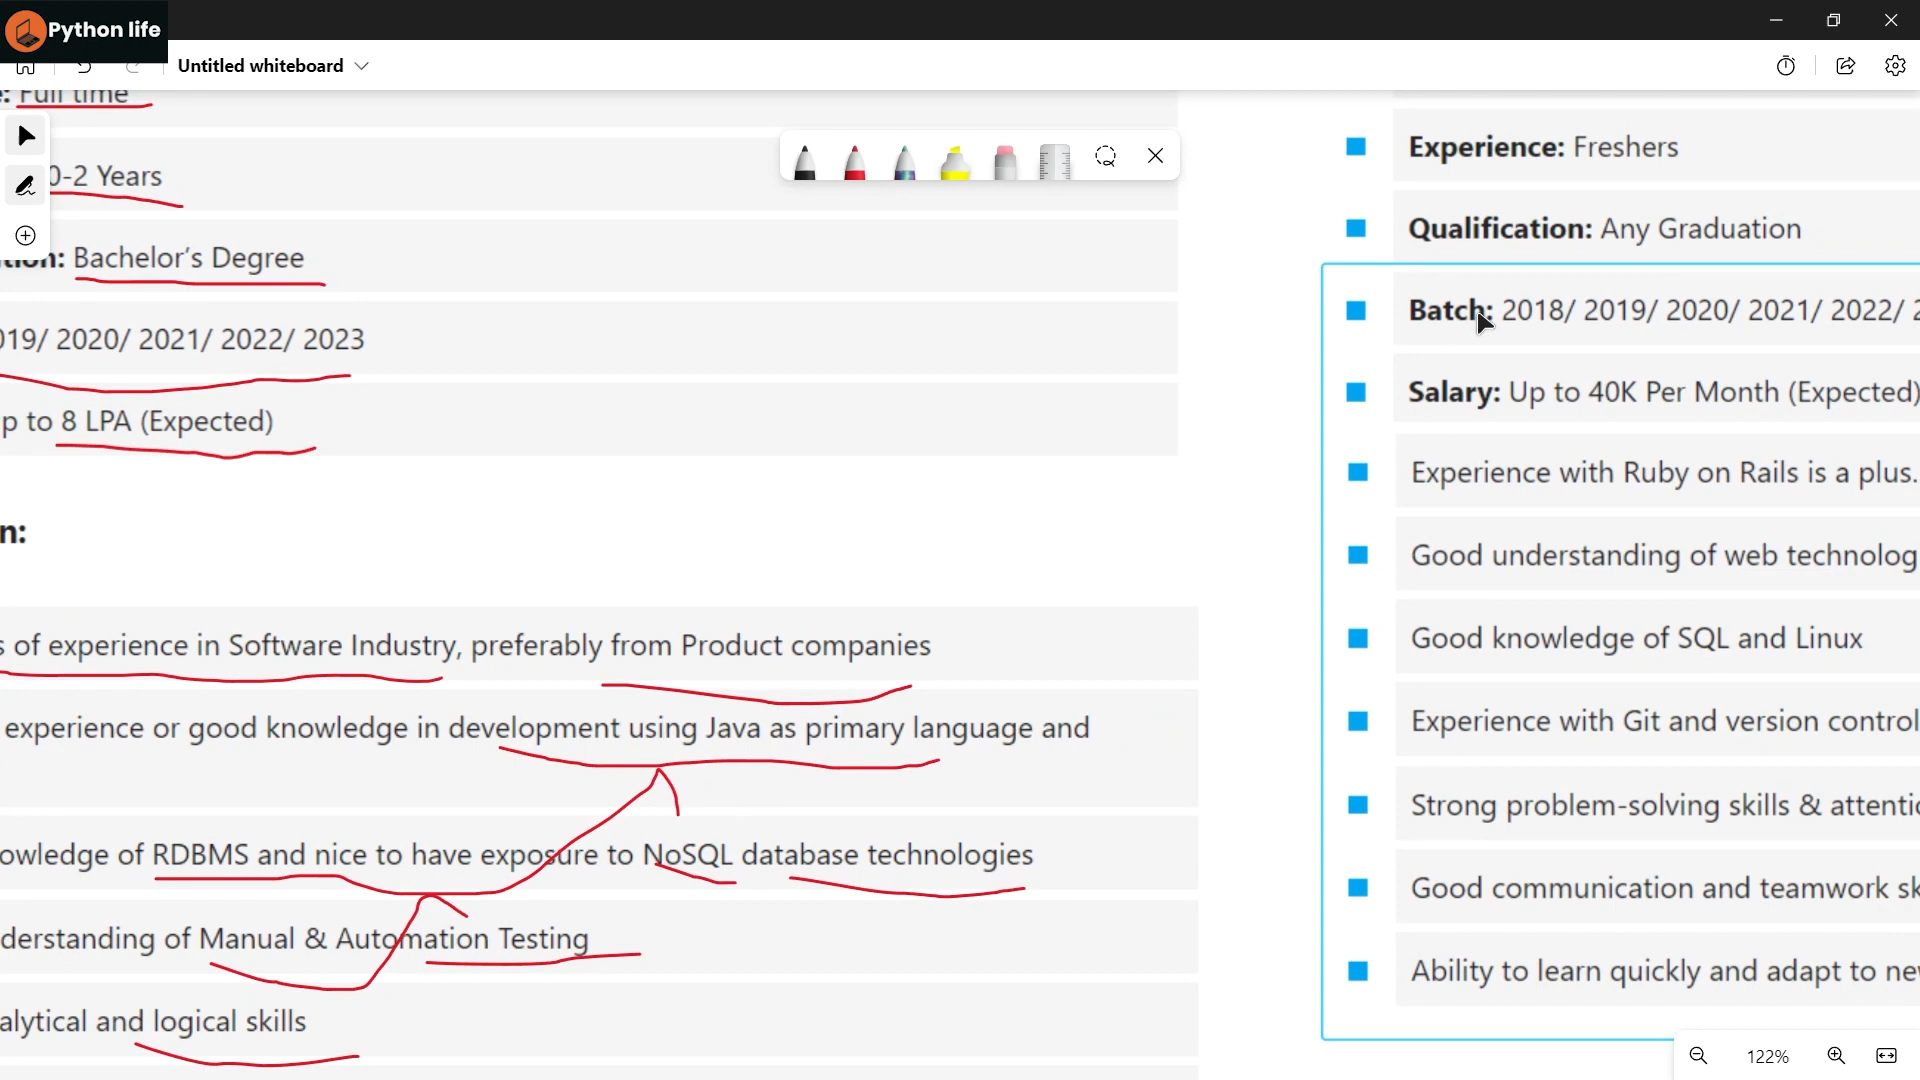 Python life
Untitled whiteboard
: Full time
0-2 Years
Bachelor's Degree
019/ 2020/ 2021/ 2022/ 2023
p to 8 LPA (Expected)
n:
s of experience in Software Industry, preferably from Product companies
experience or good knowledge in development using Java as primary language and
owledge of RDBMS and nice to have exposure to NoSQL database technologies
derstanding of Manual & Automation Testing
alytical and logical skills
Experience: Freshers
Qualification: Any Graduation
Batch: 2018/ 2019/ 2020/ 2021/ 2022/ 2
Salary: Up to 40K Per Month (Expected)
Experience with Ruby on Rails is a plus.
Good understanding of web technolog
Good knowledge of SQL and Linux
Experience with Git and version control
Strong problem-solving skills & attentio
Good communication and teamwork sk
Ability to learn quickly and adapt to ne
122%